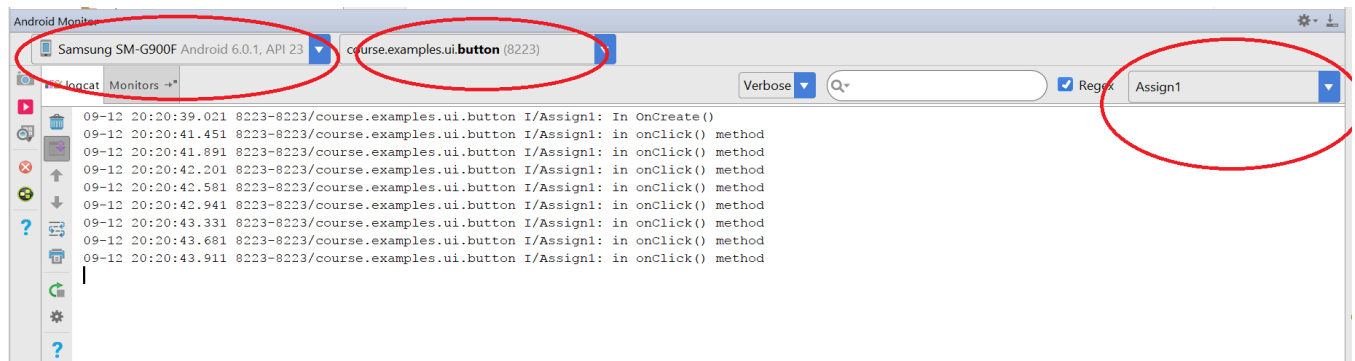 Android Monitor
Samsung SM-G900F Android 6.0.1, API 23 course.examples.ui.button (8223)
logcat Monitors Verbose Regex Assign1
09-12 20:20:39.021 8223-8223/course.examples.ui.button I/Assign1: In OnCreate()
09-12 20:20:41.451 8223-8223/course.examples.ui.button I/Assign1: in onClick() method
09-12 20:20:41.891 8223-8223/course.examples.ui.button I/Assign1: in onClick() method
09-12 20:20:42.201 8223-8223/course.examples.ui.button I/Assign1: in onClick() method
09-12 20:20:42.581 8223-8223/course.examples.ui.button I/Assign1: in onClick() method
09-12 20:20:42.941 8223-8223/course.examples.ui.button I/Assign1: in onClick() method
09-12 20:20:43.331 8223-8223/course.examples.ui.button I/Assign1: in onClick() method
09-12 20:20:43.681 8223-8223/course.examples.ui.button I/Assign1: in onClick() method
09-12 20:20:43.911 8223-8223/course.examples.ui.button I/Assign1: in onClick() method